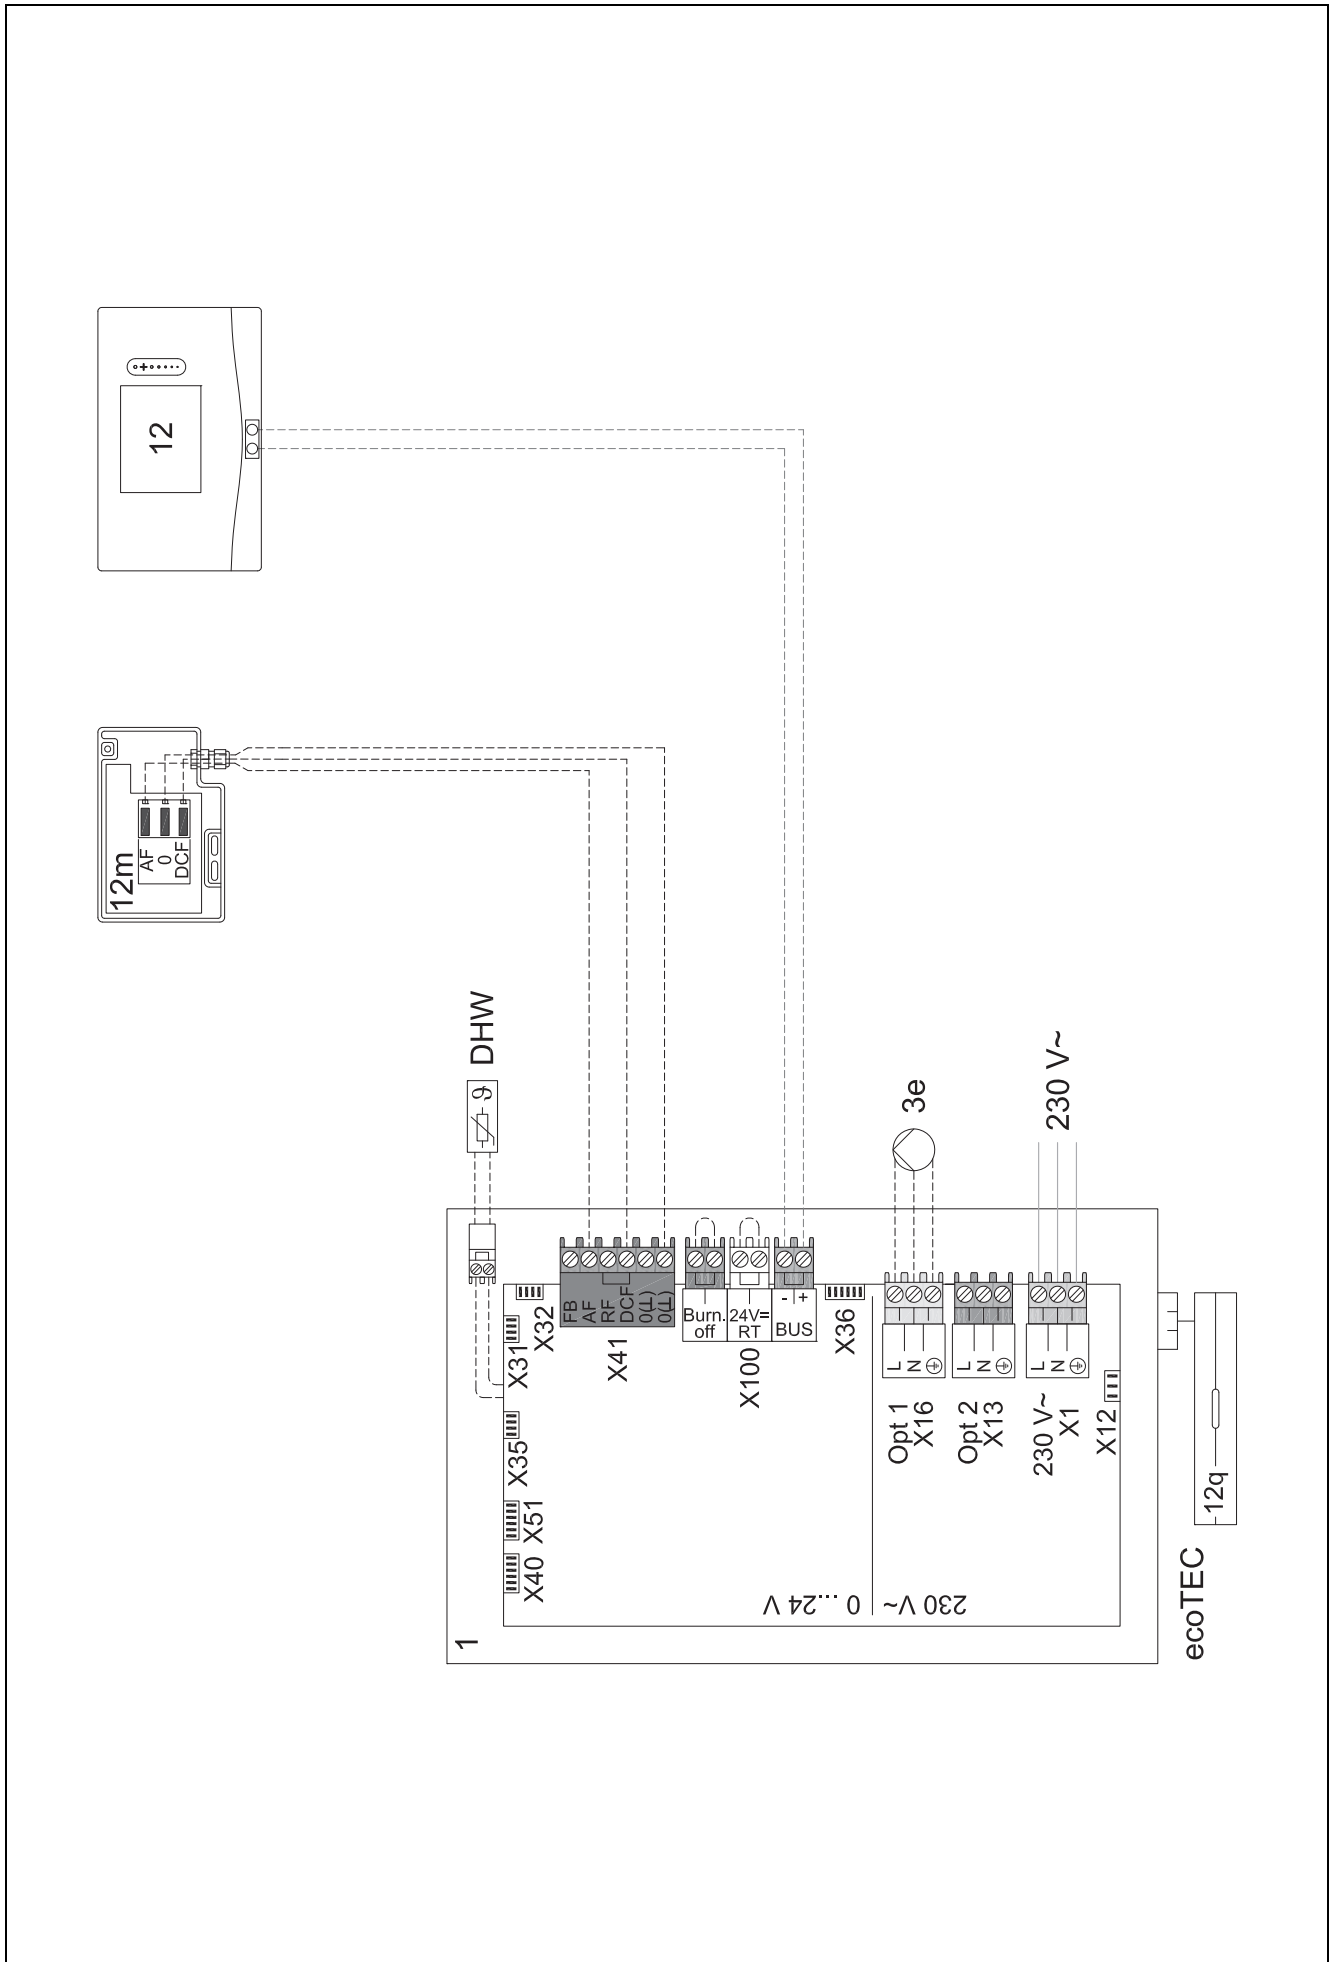 12
12m
AF
0
DCF
DHW
ϑ
3e
230 V~
1
X32
X31
X35
X51
X40
FB
AF
RF
DCF
0(⊥)
0(⊥)
X41
Burn.
off
24V=
RT
X100
- +
BUS
X36
L
N
Opt 1
X16
L
N
Opt 2
X13
L
N
230 V~
X1
X12
0 ...24 V
230 V~
12q
ecoTEC